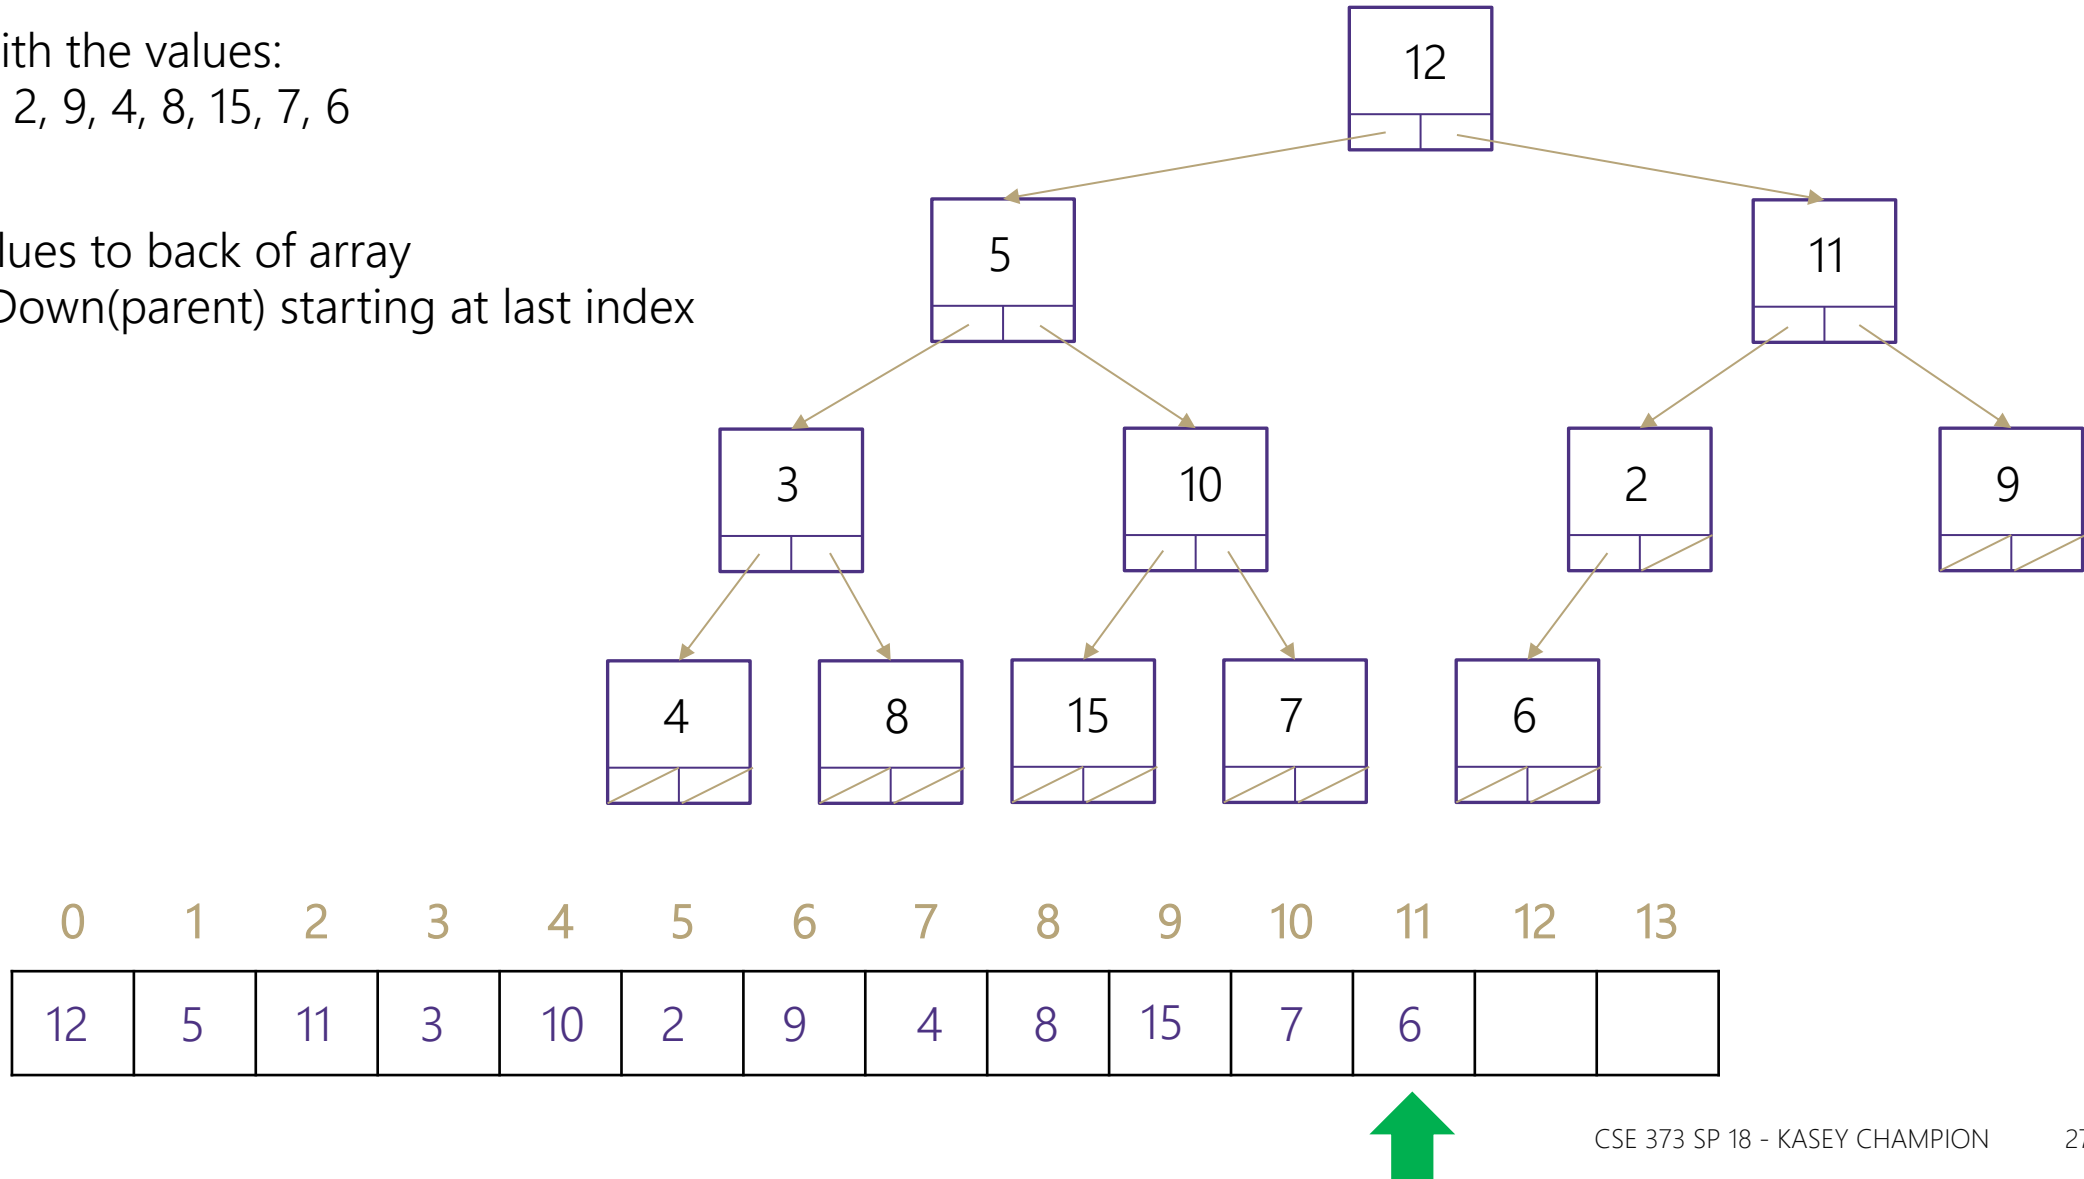 ith the values:
2, 9, 4, 8, 15, 7, 6
lues to back of array
Down(parent) starting at last index
12
5 11
3 10 2 9
4 8 15 7 6
0 1 2 3 4 5 6 7 8 9 10 11 12 13
12 5 11 3 10 2 9 4 8 15 7 6
CSE 373 SP 18 - KASEY CHAMPION 27